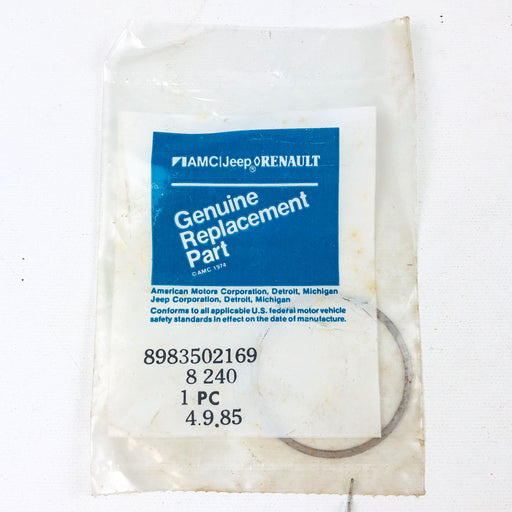 AMC|Jeep® RENAULT
Genuine
Replacement
Part
© AMC 1974
American Motors Corporation, Detroit, Michigan
Jeep Corporation, Detroit, Michigan
Conforms to all applicable U.S. federal motor vehicle
safety standards in effect on the date of manufacture.
8983502169
8 240
1 PC
4.9.85